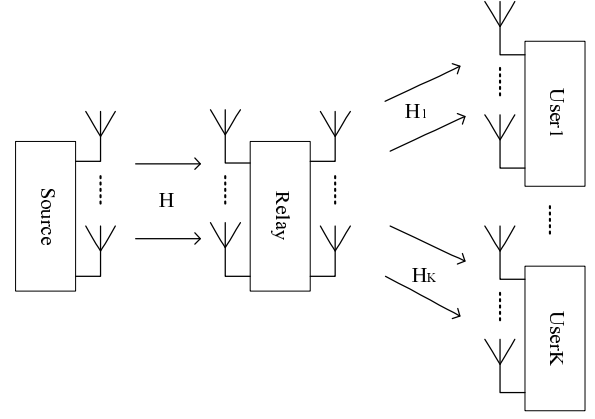 Source
H
Relay
H1
User1
HK
UserK